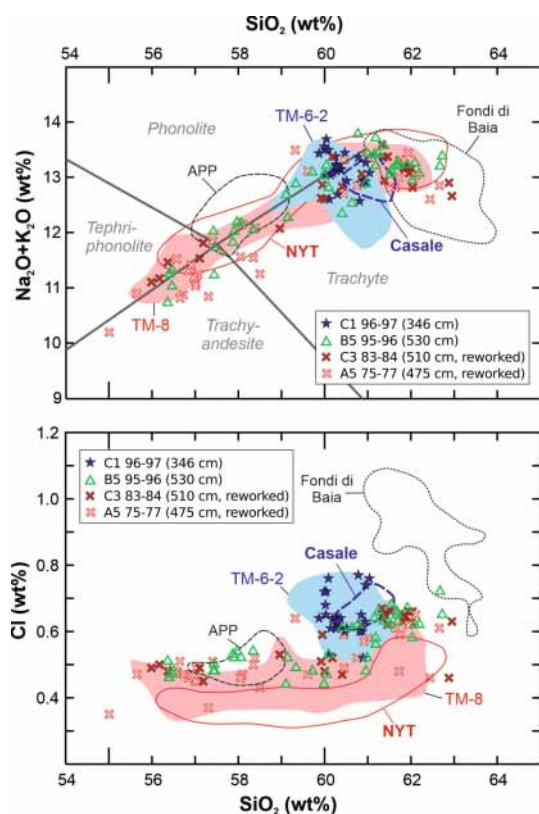 SiO2 (wt%)
54 56 58 60 62 64
14
13
12
11
10
9
Na2O+K2O (wt%)
Phonolite
TM-6-2
Fondi di
Baia
APP
Tephri-
phonolite
NYT
Casale
Trachyte
TM-8
Trachy-
andesite
C1 96-97 (346 cm)
B5 95-96 (530 cm)
C3 83-84 (510 cm, reworked)
A5 75-77 (475 cm, reworked)
1.2
1.0
0.8
0.6
0.4
Cl (wt%)
C1 96-97 (346 cm)
B5 95-96 (530 cm)
C3 83-84 (510 cm, reworked)
A5 75-77 (475 cm, reworked)
Fondi di
Baia
Casale
TM-6-2
APP
TM-8
NYT
54 56 58 60 62 64
SiO2 (wt%)